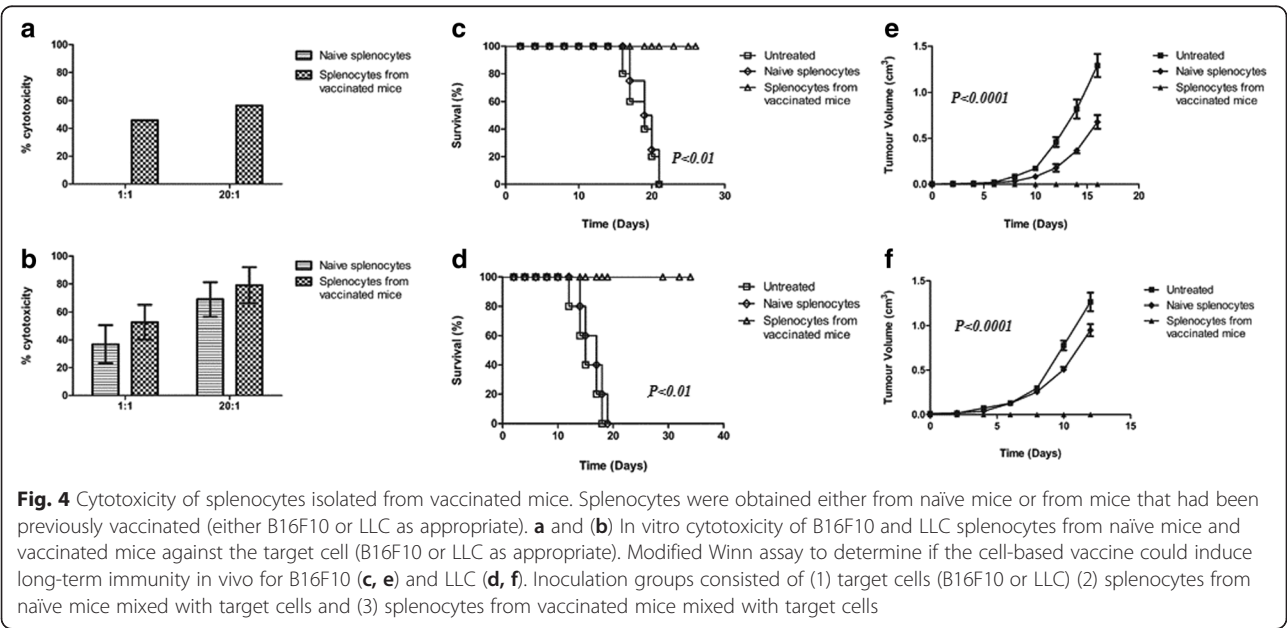 a
100
80
60
40
20
0
% cytotoxicity
1:1
20:1
Naive splenocytes
Splenocytes from
vaccinated mice
c
100
80
60
40
20
0
Survival (%)
0
10
20
30
Time (Days)
P<0.01
Untreated
Naive splenocytes
Splenocytes from
vaccinated mice
e
1.5
1.0
0.5
0.0
Tumour Volume (cm³)
0
5
10
15
20
Time (Days)
P<0.0001
Untreated
Naive splenocytes
Splenocytes from
vaccinated mice
b
100
80
60
40
20
0
% cytotoxicity
1:1
20:1
Naive splenocytes
Splenocytes from
vaccinated mice
d
100
80
60
40
20
0
Survival (%)
0
10
20
30
40
Time (Days)
P<0.01
Untreated
Naive splenocytes
Splenocytes from
vaccinated mice
f
1.5
1.0
0.5
0.0
Tumour Volume (cm³)
0
5
10
15
Time (Days)
P<0.0001
Untreated
Naive splenocytes
Splenocytes from
vaccinated mice
Fig. 4 Cytotoxicity of splenocytes isolated from vaccinated mice. Splenocytes were obtained either from naïve mice or from mice that had been
previously vaccinated (either B16F10 or LLC as appropriate). a and (b) In vitro cytotoxicity of B16F10 and LLC splenocytes from naïve mice and
vaccinated mice against the target cell (B16F10 or LLC as appropriate). Modified Winn assay to determine if the cell-based vaccine could induce
long-term immunity in vivo for B16F10 (c, e) and LLC (d, f). Inoculation groups consisted of (1) target cells (B16F10 or LLC) (2) splenocytes from
naïve mice mixed with target cells and (3) splenocytes from vaccinated mice mixed with target cells